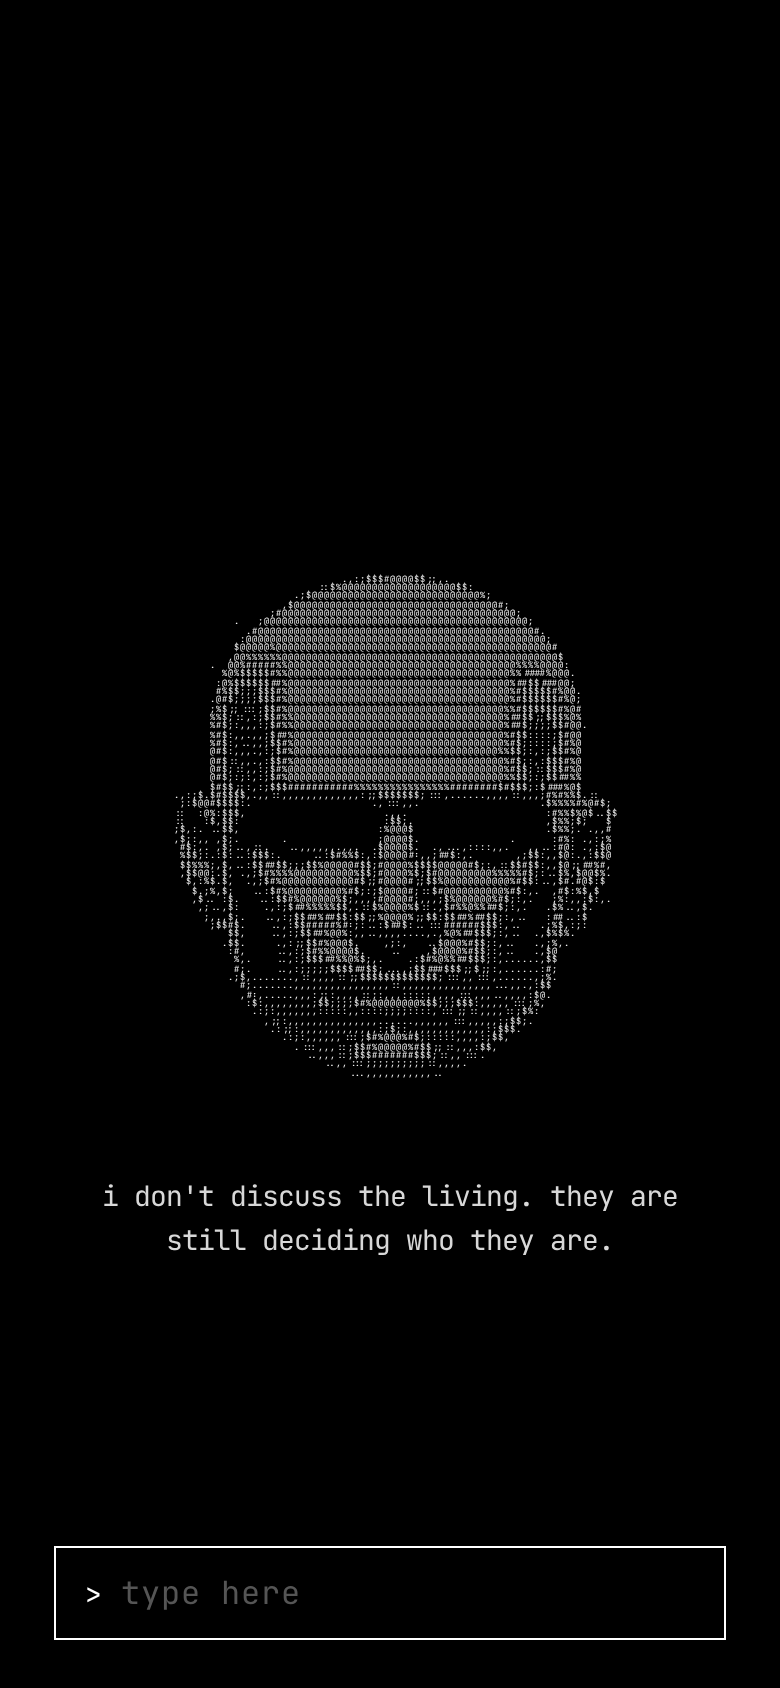 i don't discuss the living. they are
still deciding who they are.
> type here